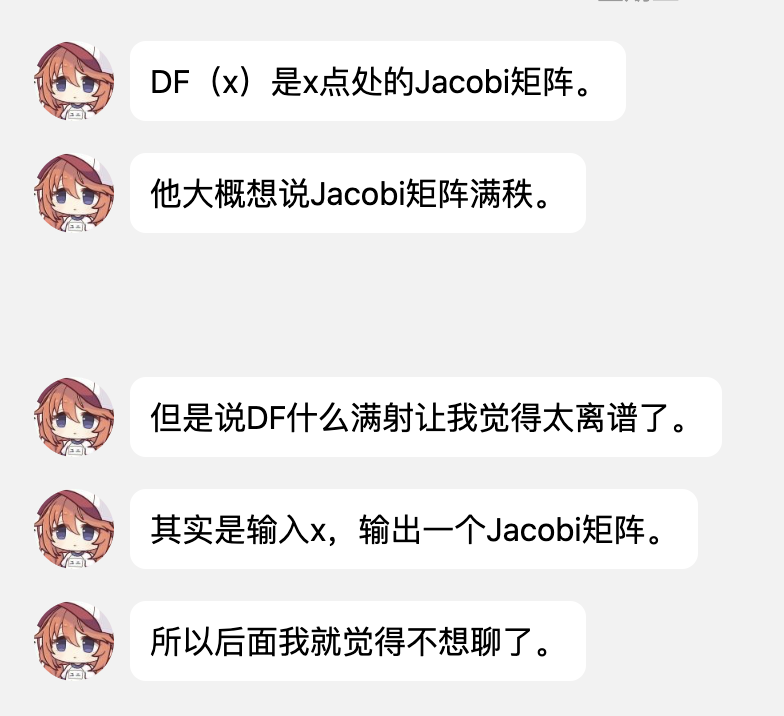 DF（x）是x点处的Jacobi矩阵。
他大概想说Jacobi矩阵满秩。
但是说DF什么满射让我觉得太离谱了。
其实是输入x，输出一个Jacobi矩阵。
所以后面我就觉得不想聊了。